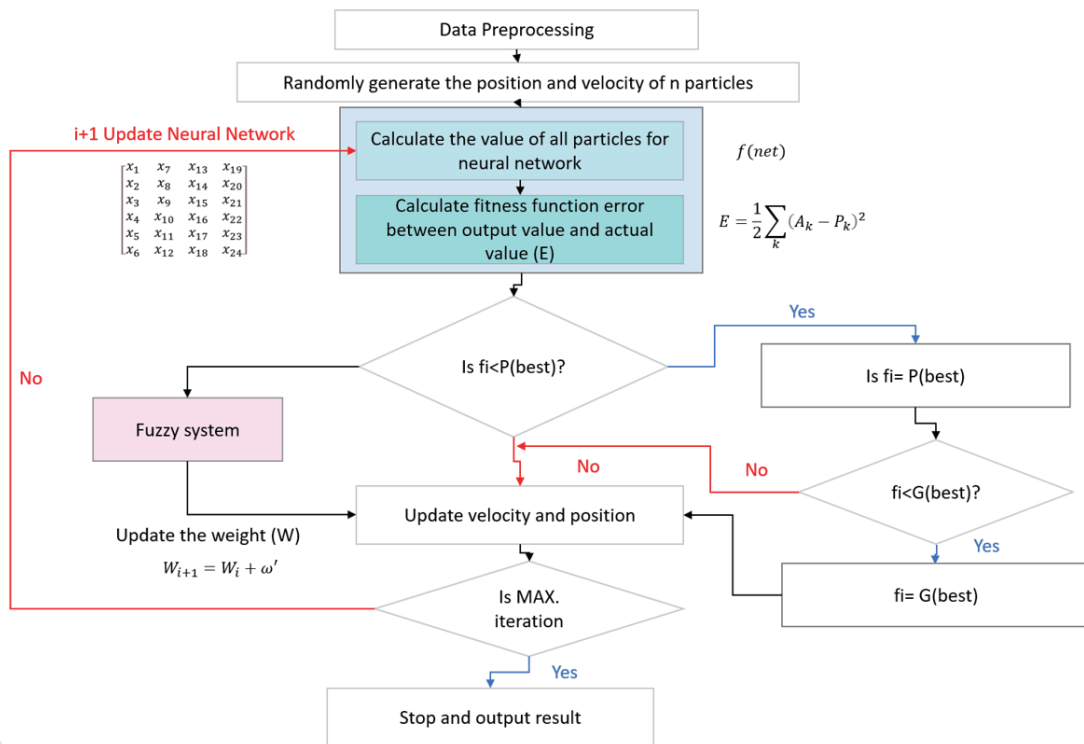 Data Preprocessing
Randomly generate the position and velocity of n particles
i+1 Update Neural Network
Calculate the value of all particles for
neural network
f(net)
x₁ x₇ x₁₃ x₁₉
x₂ x₈ x₁₄ x₂₀
x₃ x₉ x₁₅ x₂₁
x₄ x₁₀ x₁₆ x₂₂
x₅ x₁₁ x₁₇ x₂₃
x₆ x₁₂ x₁₈ x₂₄
Calculate fitness function error
between output value and actual
value (E)
E = 1/2 ∑ₖ (Aₖ − Pₖ)²
Yes
Is fi<P(best)?
Is fi= P(best)
No
Fuzzy system
No
No
fi<G(best)?
Update velocity and position
Update the weight (W)
Wᵢ₊₁ = Wᵢ + ω′
Yes
Is MAX.
iteration
fi= G(best)
Yes
Stop and output result